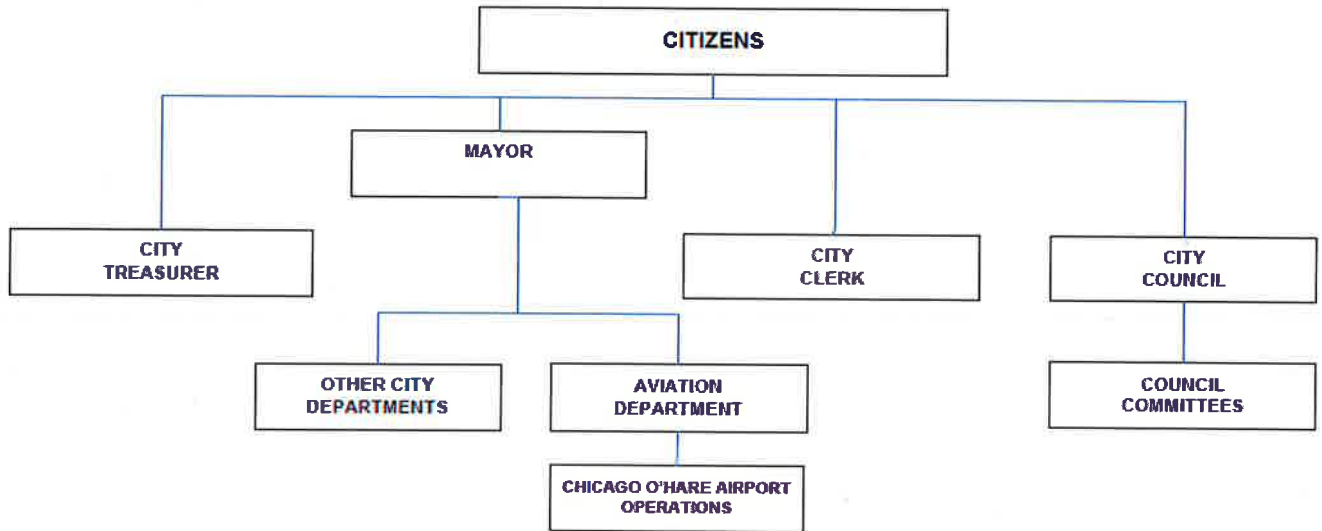 CITIZENS
MAYOR
CITY
TREASURER
CITY
CLERK
CITY
COUNCIL
OTHER CITY
DEPARTMENTS
AVIATION
DEPARTMENT
COUNCIL
COMMITTEES
CHICAGO O'HARE AIRPORT
OPERATIONS